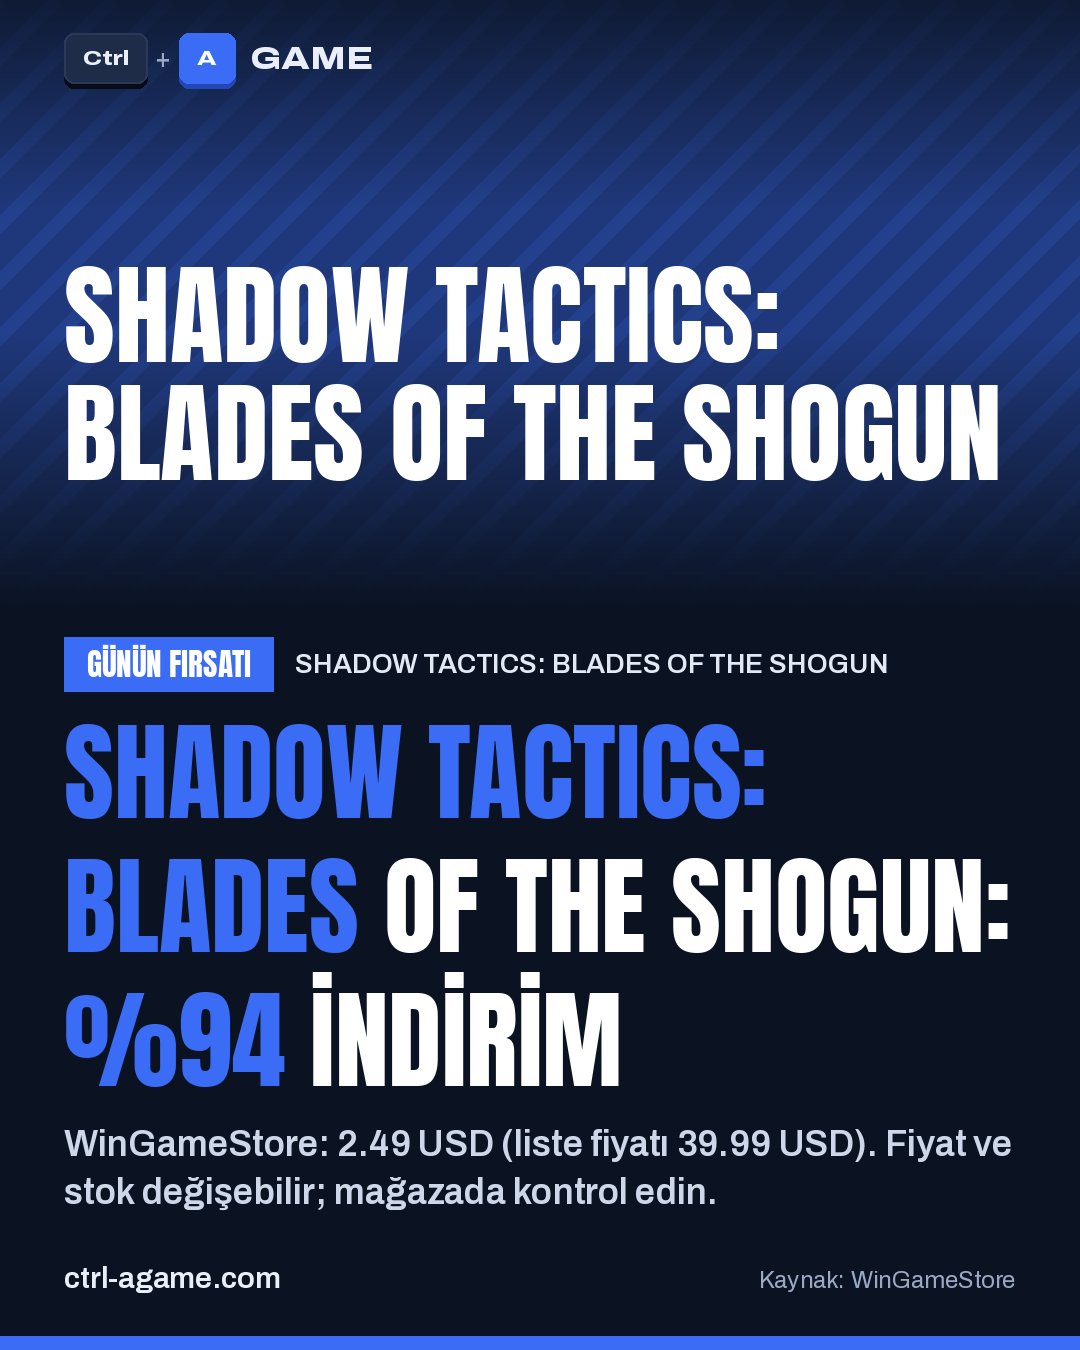 Ctrl + A GAME
SHADOW TACTICS:
BLADES OF THE SHOGUN
GÜNÜN FIRSATI SHADOW TACTICS: BLADES OF THE SHOGUN
SHADOW TACTICS:
BLADES OF THE SHOGUN:
%94 İNDİRİM
WinGameStore: 2.49 USD (liste fiyatı 39.99 USD). Fiyat ve
stok değişebilir; mağazada kontrol edin.
ctrl-agame.com Kaynak: WinGameStore